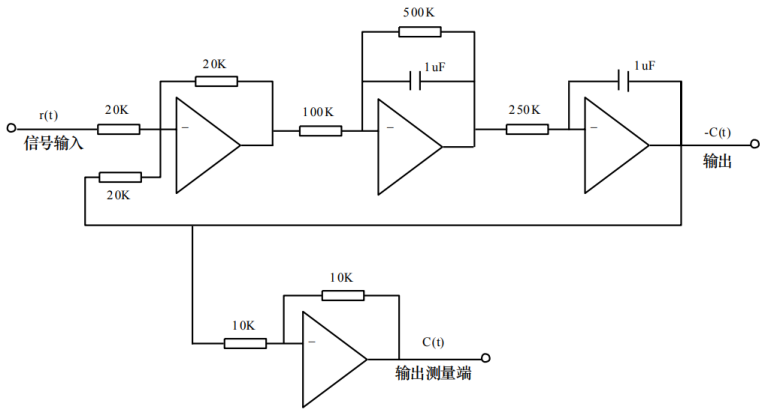 500K
20K
1uF
1uF
r(t)
20K
100K
250K
-C(t)
信号输入
输出
20K
10K
10K
C(t)
输出测量端